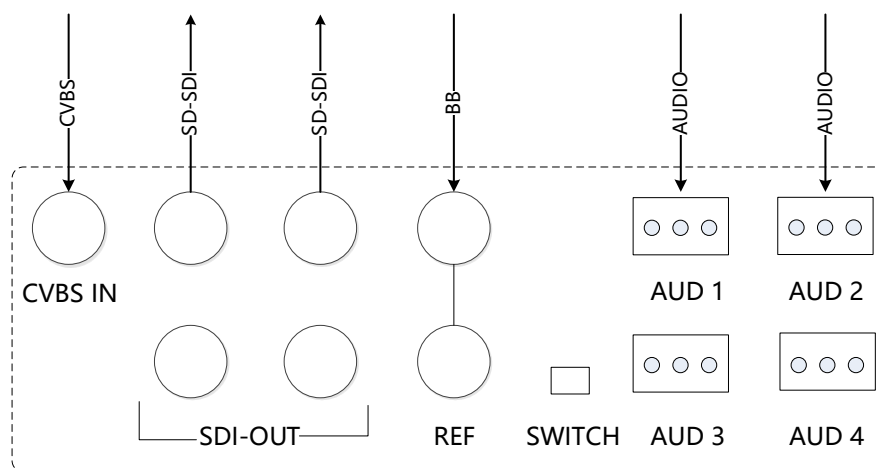 CVBS
SD-SDI
SD-SDI
BB
AUDIO
AUDIO
CVBS IN
AUD 1
AUD 2
SDI-OUT
REF
SWITCH
AUD 3
AUD 4